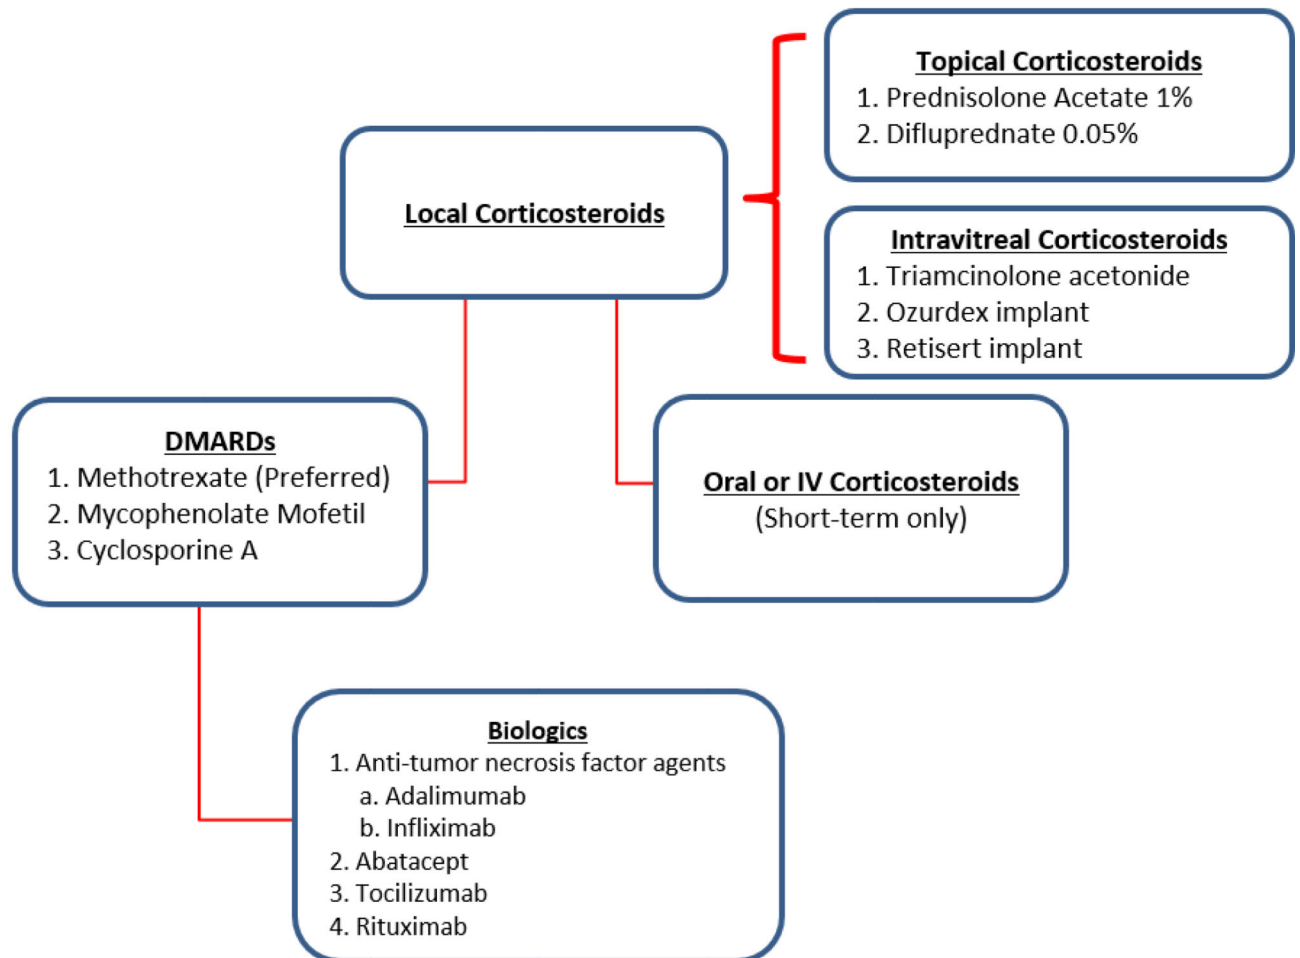 Topical Corticosteroids
1. Prednisolone Acetate 1%
2. Difluprednate 0.05%
Local Corticosteroids
Intravitreal Corticosteroids
1. Triamcinolone acetonide
2. Ozurdex implant
3. Retisert implant
DMARDs
1. Methotrexate (Preferred)
2. Mycophenolate Mofetil
3. Cyclosporine A
Oral or IV Corticosteroids
(Short-term only)
Biologics
1. Anti-tumor necrosis factor agents
a. Adalimumab
b. Infliximab
2. Abatacept
3. Tocilizumab
4. Rituximab